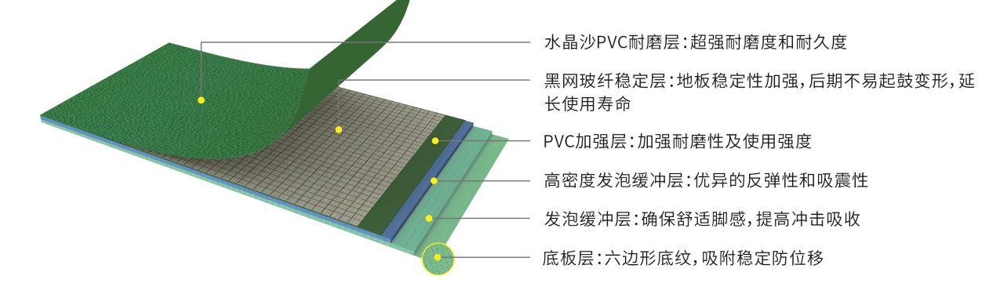 水晶沙PVC耐磨层：超强耐磨度和耐久度
黑网玻纤稳定层：地板稳定性加强，后期不易起鼓变形，延
长使用寿命
PVC加强层：加强耐磨性及使用强度
高密度发泡缓冲层：优异的反弹性和吸震性
发泡缓冲层：确保舒适脚感，提高冲击吸收
底板层：六边形底纹，吸附稳定防位移